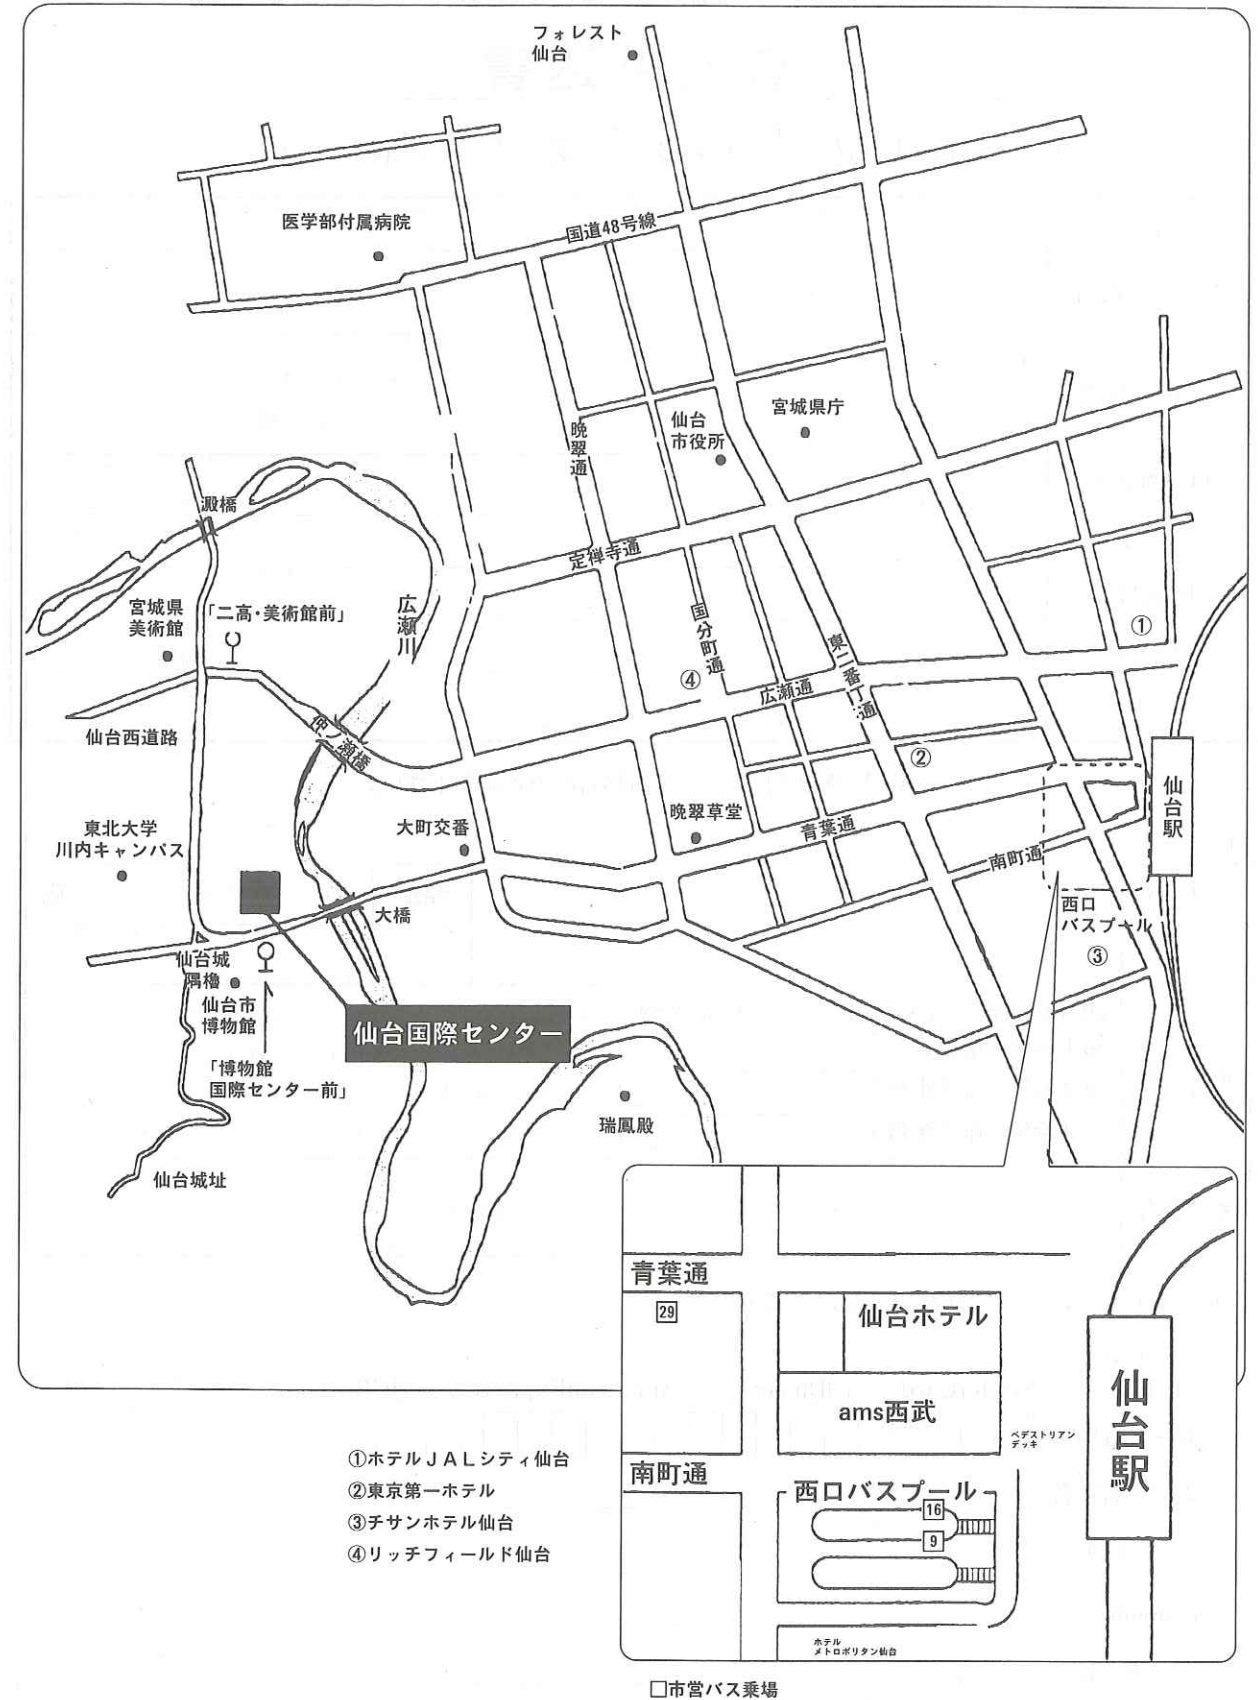 フォレスト
仙台
医学部付属病院
国道48号線
仙台
市役所
宮城県庁
晩翠通
澱橋
定禅寺通
宮城県
美術館
「二高・美術館前」
広瀬川
国分町通
東二番丁通
①
④
広瀬通
仙台西道路
仲ノ瀬橋
②
仙台駅
東北大学
川内キャンパス
大町交番
晩翠草堂
青葉通
南町通
大橋
西口
バスプール
③
仙台城
隅櫓
仙台市
博物館
仙台国際センター
「博物館
国際センター前」
瑞鳳殿
仙台城址
青葉通
29
仙台ホテル
ams西武
ペデストリアン
デッキ
仙台駅
南町通
西口バスプール
16
9
ホテル
メトロポリタン仙台
①ホテルJALシティ仙台
②東京第一ホテル
③チサンホテル仙台
④リッチフィールド仙台
□市営バス乗場